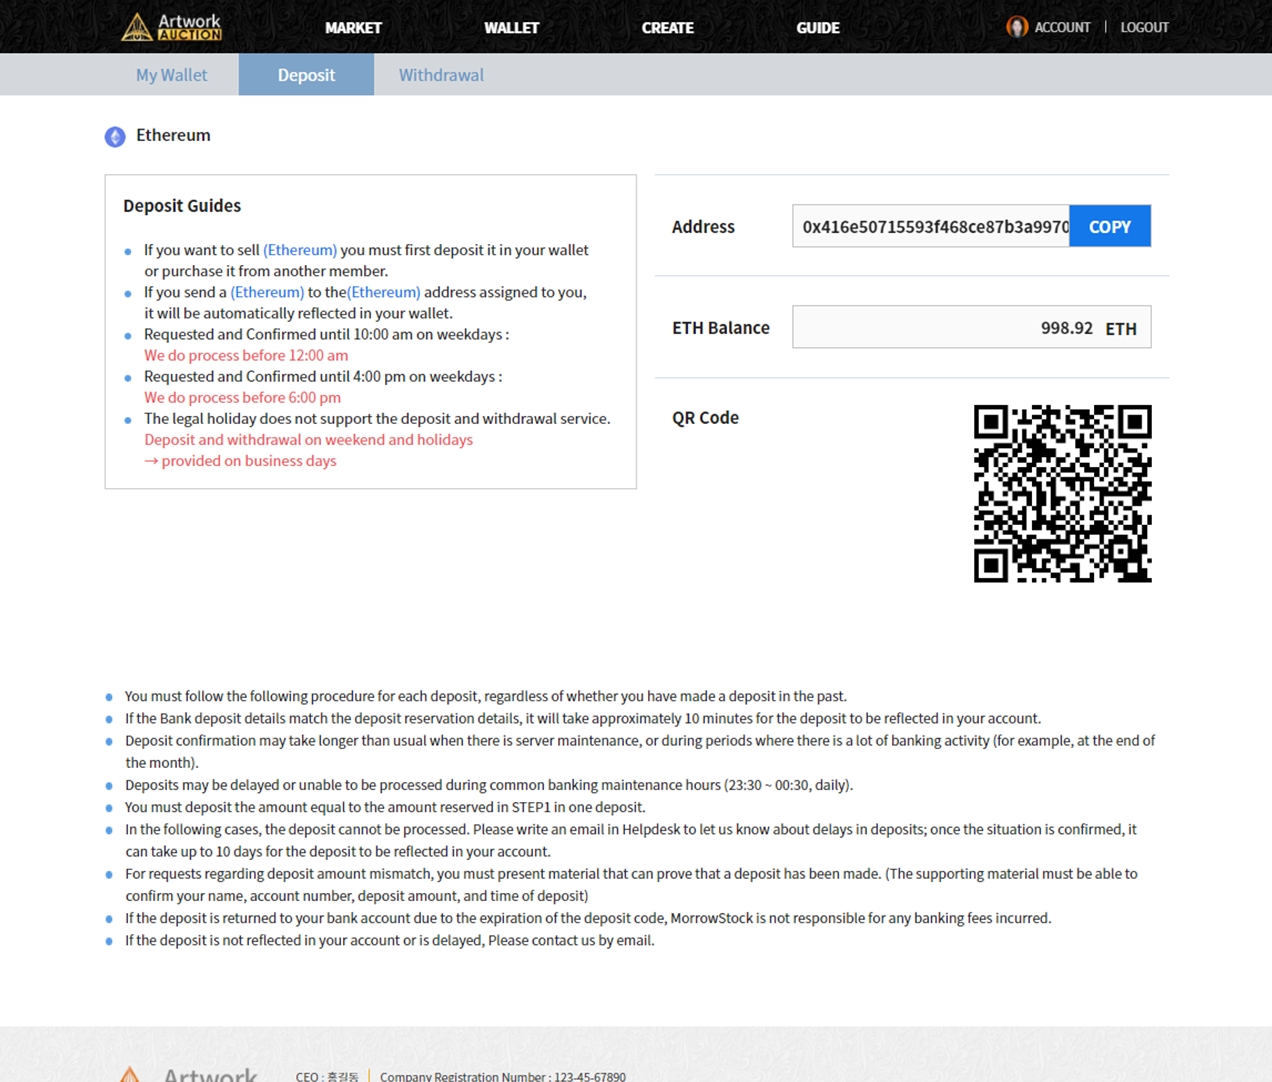 Artwork
AUCTION
MARKET
WALLET
CREATE
GUIDE
ACCOUNT | LOGOUT
My Wallet
Deposit
Withdrawal
Ethereum
Deposit Guides
If you want to sell (Ethereum) you must first deposit it in your wallet
or purchase it from another member.
If you send a (Ethereum) to the(Ethereum) address assigned to you,
it will be automatically reflected in your wallet.
Requested and Confirmed until 10:00 am on weekdays :
We do process before 12:00 am
Requested and Confirmed until 4:00 pm on weekdays :
We do process before 6:00 pm
The legal holiday does not support the deposit and withdrawal service.
Deposit and withdrawal on weekend and holidays
→ provided on business days
Address
0x416e50715593f468ce87b3a9970
COPY
ETH Balance
998.92 ETH
QR Code
You must follow the following procedure for each deposit, regardless of whether you have made a deposit in the past.
If the Bank deposit details match the deposit reservation details, it will take approximately 10 minutes for the deposit to be reflected in your account.
Deposit confirmation may take longer than usual when there is server maintenance, or during periods where there is a lot of banking activity (for example, at the end of
the month).
Deposits may be delayed or unable to be processed during common banking maintenance hours (23:30 ~ 00:30, daily).
You must deposit the amount equal to the amount reserved in STEP1 in one deposit.
In the following cases, the deposit cannot be processed. Please write an email in Helpdesk to let us know about delays in deposits; once the situation is confirmed, it
can take up to 10 days for the deposit to be reflected in your account.
For requests regarding deposit amount mismatch, you must present material that can prove that a deposit has been made. (The supporting material must be able to
confirm your name, account number, deposit amount, and time of deposit)
If the deposit is returned to your bank account due to the expiration of the deposit code, MorrowStock is not responsible for any banking fees incurred.
If the deposit is not reflected in your account or is delayed, Please contact us by email.
Artwork
CEO : 홍길동 | Company Registration Number : 123-45-67890